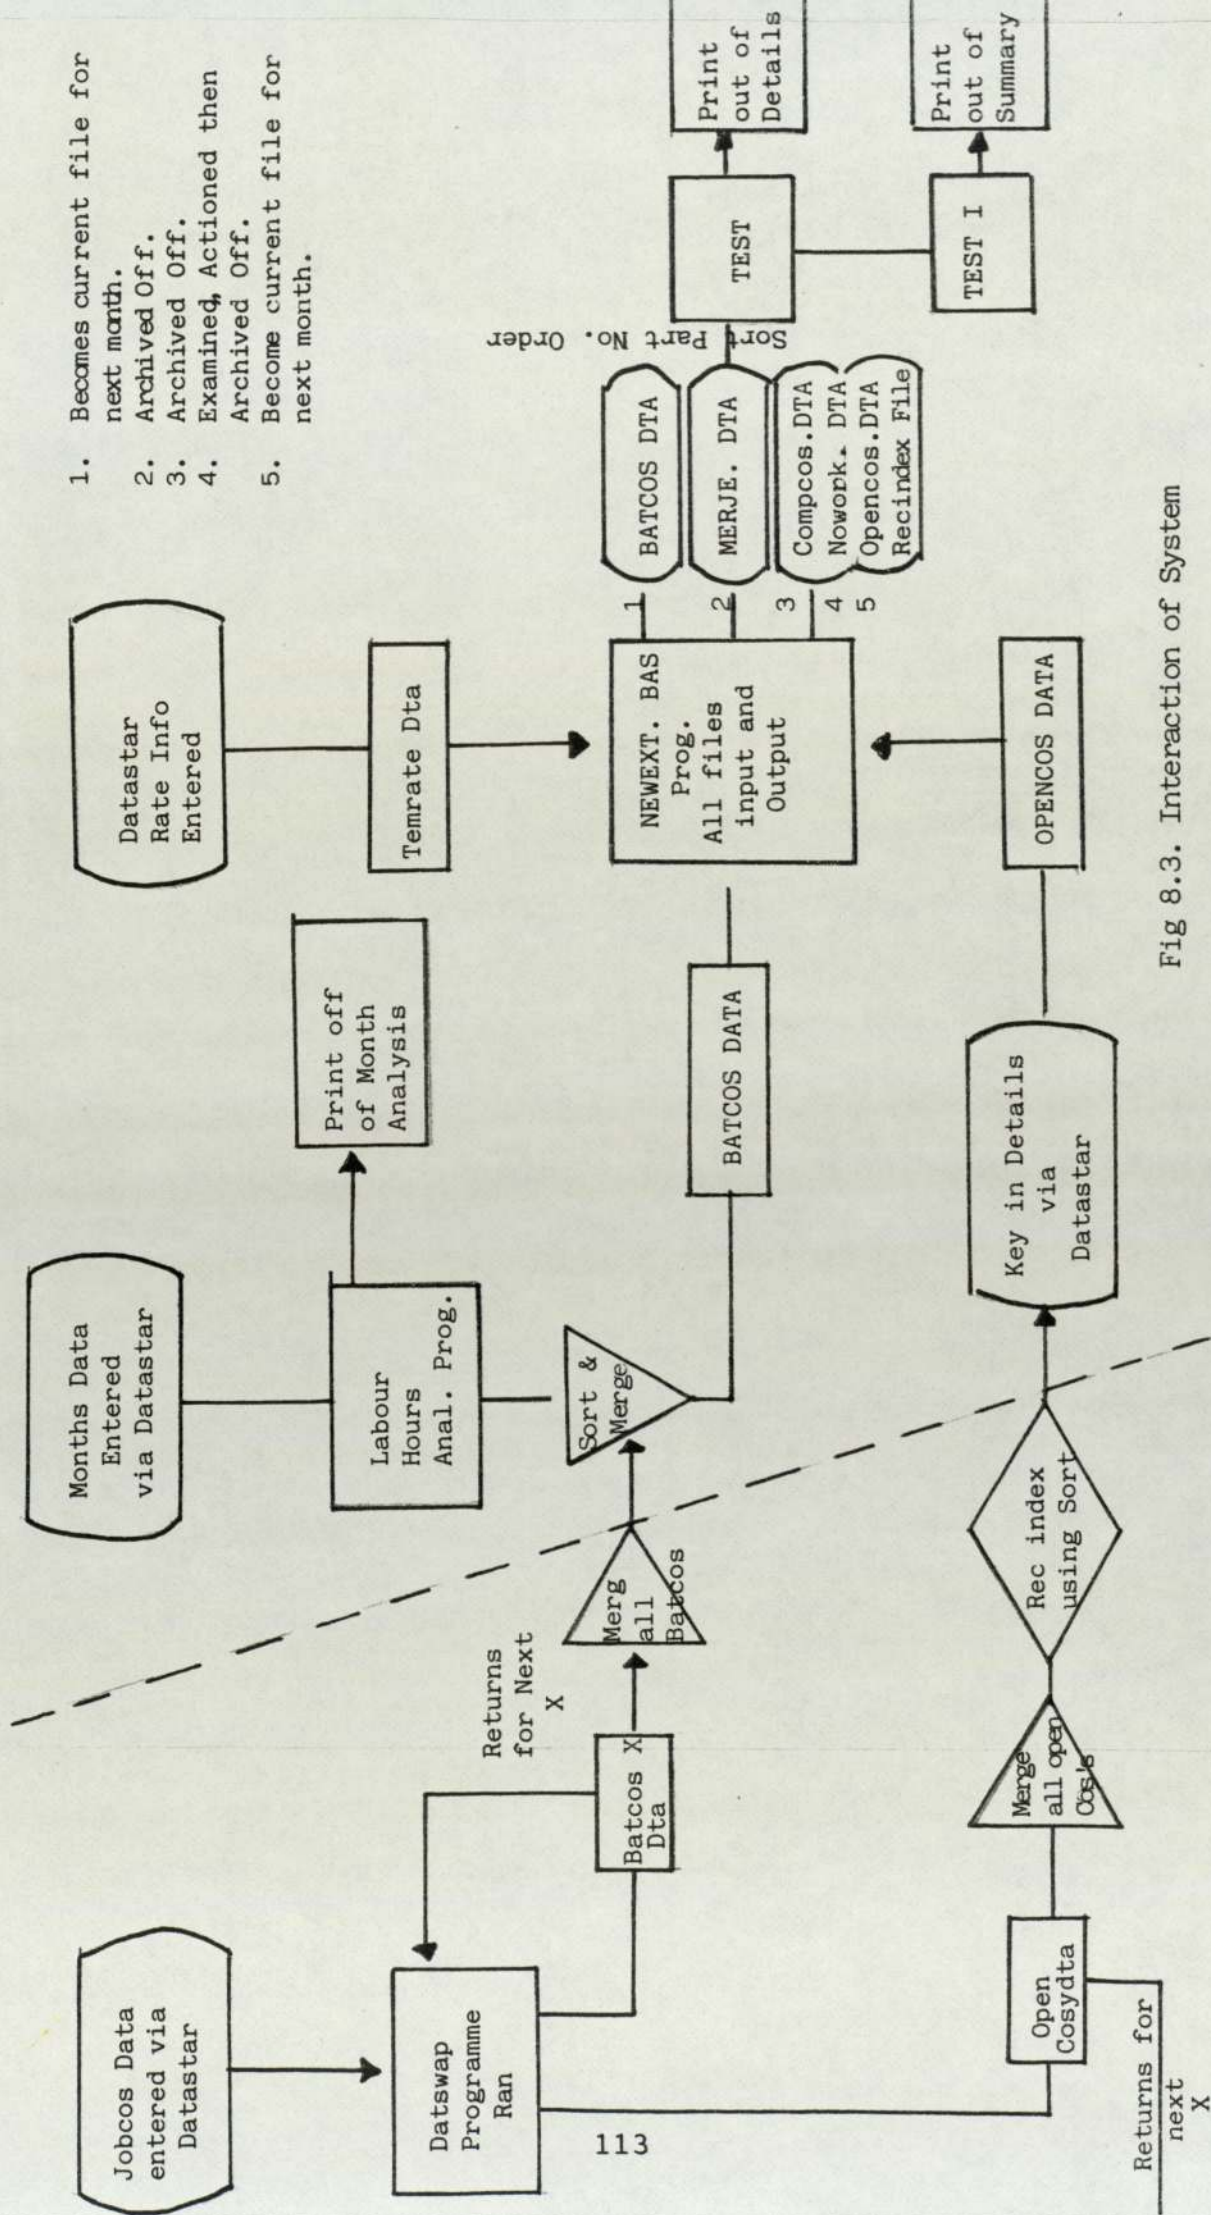 Jobcos Data
entered via
Datastar
Datswap
Programme
Ran
Returns
for Next
X
Batcos X
Dta
Merg
all
Batcos
Open
Cosydta
Returns for
next
X
Merge
all open
Cos's
Rec index
using Sort
Months Data
Entered
via Datastar
Labour
Hours
Anal. Prog.
Sort &
Merge
Print off
of Month
Analysis
BATCOS DATA
Key in Details
via
Datastar
Datastar
Rate Info
Entered
Temrate Dta
NEWEXT. BAS
Prog.
All files
input and
Output
OPENCOS DATA
1
2
3
4
5
BATCOS DTA
MERJE. DTA
Compcos.DTA
Nowork. DTA
Opencos.DTA
Recindex File
Sort Part No. Order
TEST
TEST I
Print
out of
Details
Print
out of
Summary
1. Becomes current file for
next month.
2. Archived Off.
3. Archived Off.
4. Examined, Actioned then
Archived Off.
5. Become current file for
next month.
Fig 8.3. Interaction of System
113